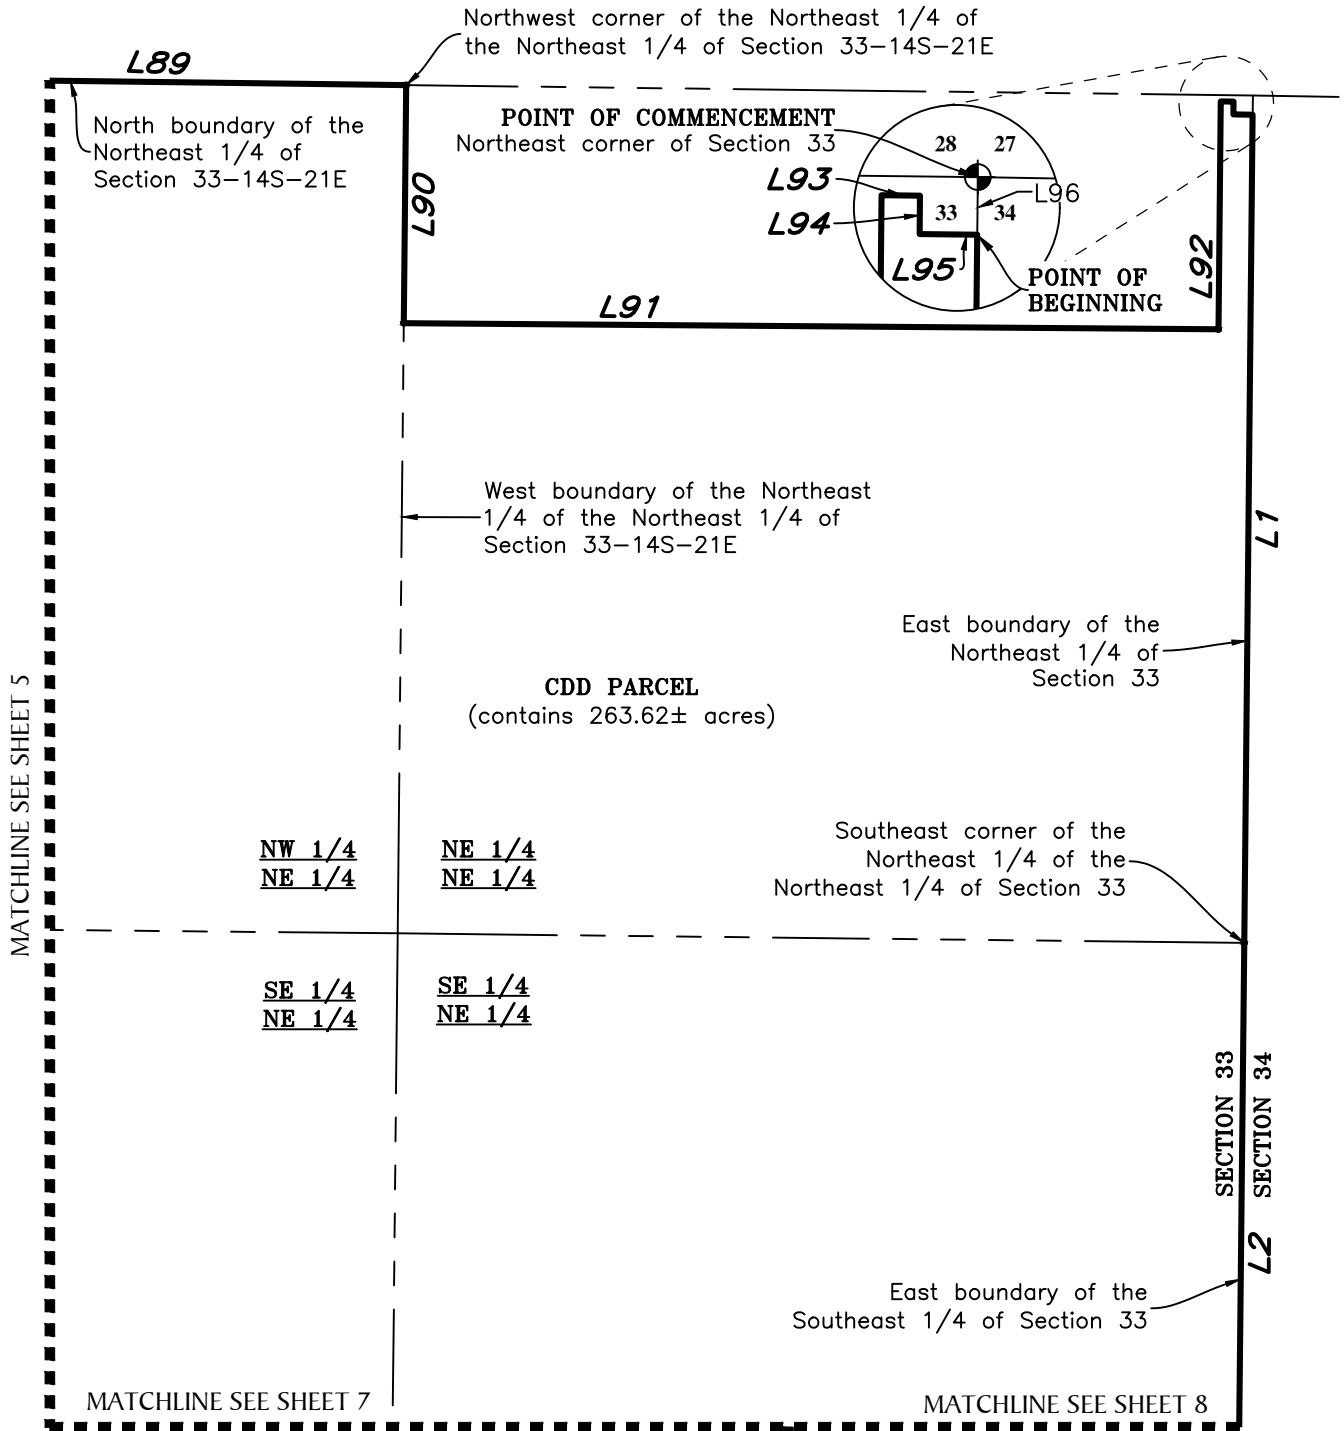 Northwest corner of the Northeast 1/4 of
the Northeast 1/4 of Section 33-14S-21E
L89
North boundary of the
Northeast 1/4 of
Section 33-14S-21E
L90
POINT OF COMMENCEMENT
Northeast corner of Section 33
28 27
L93
L96
33 34
L94
L95
POINT OF
BEGINNING
L92
L91
L1
West boundary of the Northeast
1/4 of the Northeast 1/4 of
Section 33-14S-21E
East boundary of the
Northeast 1/4 of
Section 33
MATCHLINE SEE SHEET 5
CDD PARCEL
(contains 263.62± acres)
NW 1/4
NE 1/4
NE 1/4
NE 1/4
Southeast corner of the
Northeast 1/4 of the
Northeast 1/4 of Section 33
SE 1/4
NE 1/4
SE 1/4
NE 1/4
SECTION 33
SECTION 34
L2
East boundary of the
Southeast 1/4 of Section 33
MATCHLINE SEE SHEET 7
MATCHLINE SEE SHEET 8